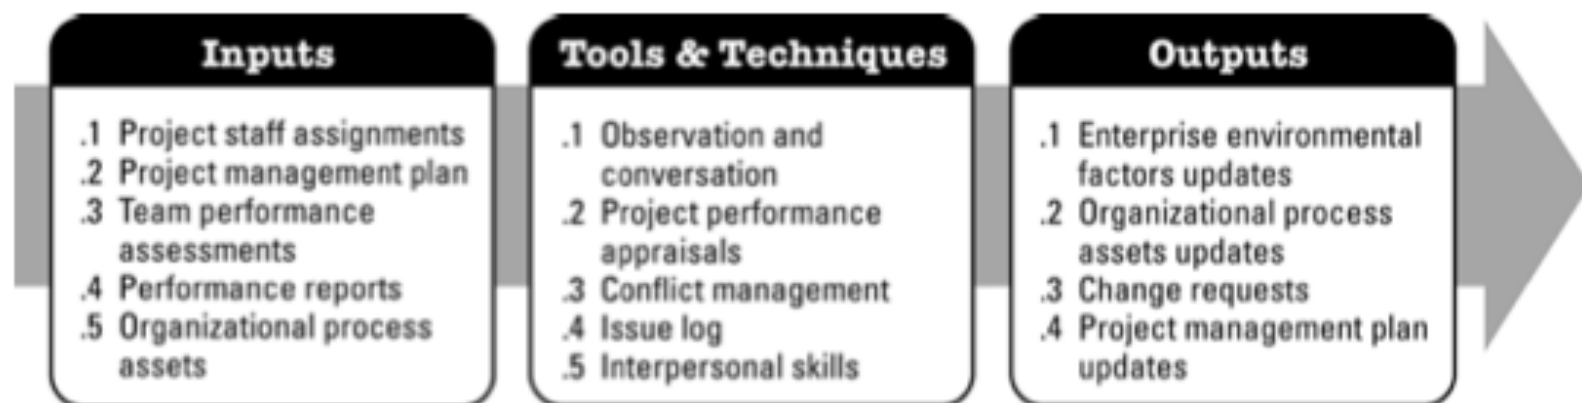 Inputs
.1 Project staff assignments
.2 Project management plan
.3 Team performance
assessments
.4 Performance reports
.5 Organizational process
assets
Tools & Techniques
.1 Observation and
conversation
.2 Project performance
appraisals
.3 Conflict management
.4 Issue log
.5 Interpersonal skills
Outputs
.1 Enterprise environmental
factors updates
.2 Organizational process
assets updates
.3 Change requests
.4 Project management plan
updates